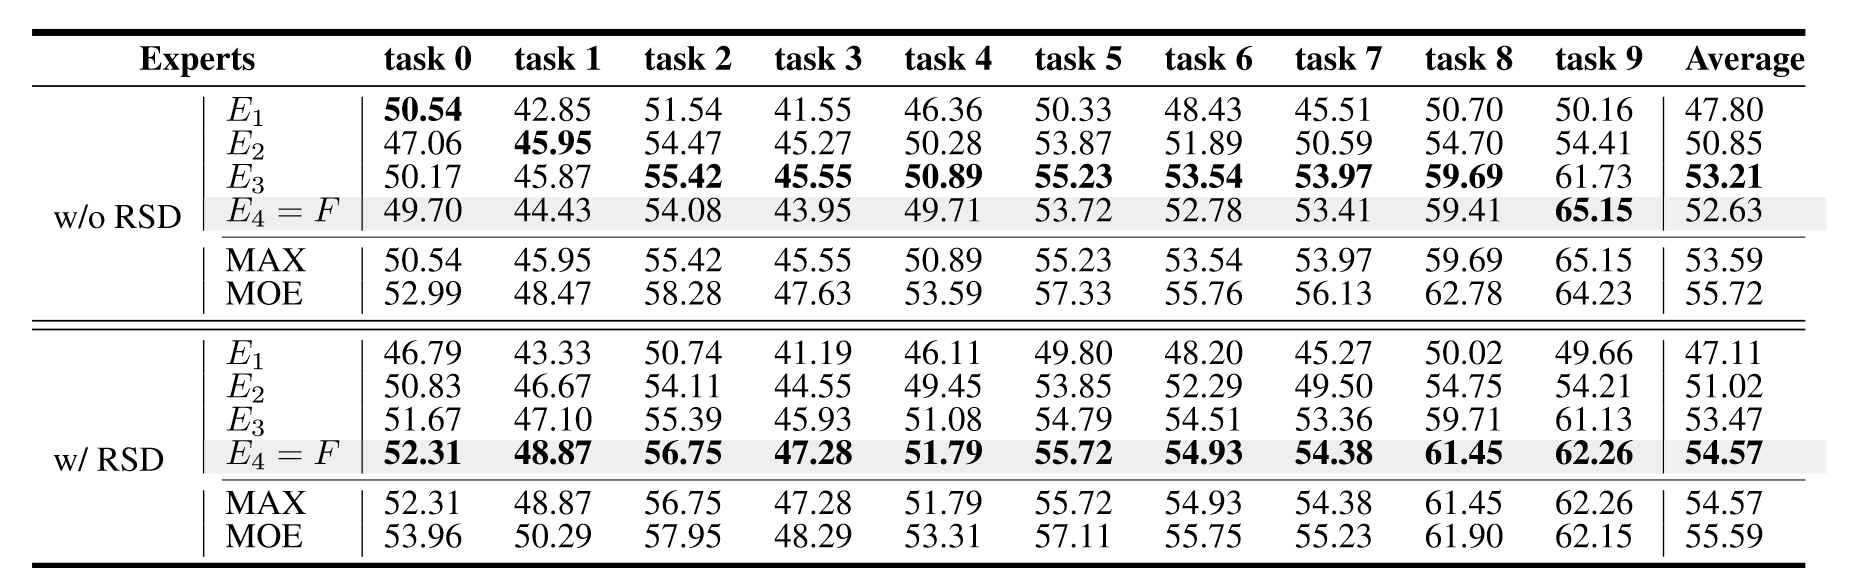 Experts task 0 task 1 task 2 task 3 task 4 task 5 task 6 task 7 task 8 task 9 Average
E1 50.54 42.85 51.54 41.55 46.36 50.33 48.43 45.51 50.70 50.16 47.80
E2 47.06 45.95 54.47 45.27 50.28 53.87 51.89 50.59 54.70 54.41 50.85
E3 50.17 45.87 55.42 45.55 50.89 55.23 53.54 53.97 59.69 61.73 53.21
w/o RSD E4 = F 49.70 44.43 54.08 43.95 49.71 53.72 52.78 53.41 59.41 65.15 52.63
MAX 50.54 45.95 55.42 45.55 50.89 55.23 53.54 53.97 59.69 65.15 53.59
MOE 52.99 48.47 58.28 47.63 53.59 57.33 55.76 56.13 62.78 64.23 55.72
E1 46.79 43.33 50.74 41.19 46.11 49.80 48.20 45.27 50.02 49.66 47.11
E2 50.83 46.67 54.11 44.55 49.45 53.85 52.29 49.50 54.75 54.21 51.02
E3 51.67 47.10 55.39 45.93 51.08 54.79 54.51 53.36 59.71 61.13 53.47
w/ RSD E4 = F 52.31 48.87 56.75 47.28 51.79 55.72 54.93 54.38 61.45 62.26 54.57
MAX 52.31 48.87 56.75 47.28 51.79 55.72 54.93 54.38 61.45 62.26 54.57
MOE 53.96 50.29 57.95 48.29 53.31 57.11 55.75 55.23 61.90 62.15 55.59